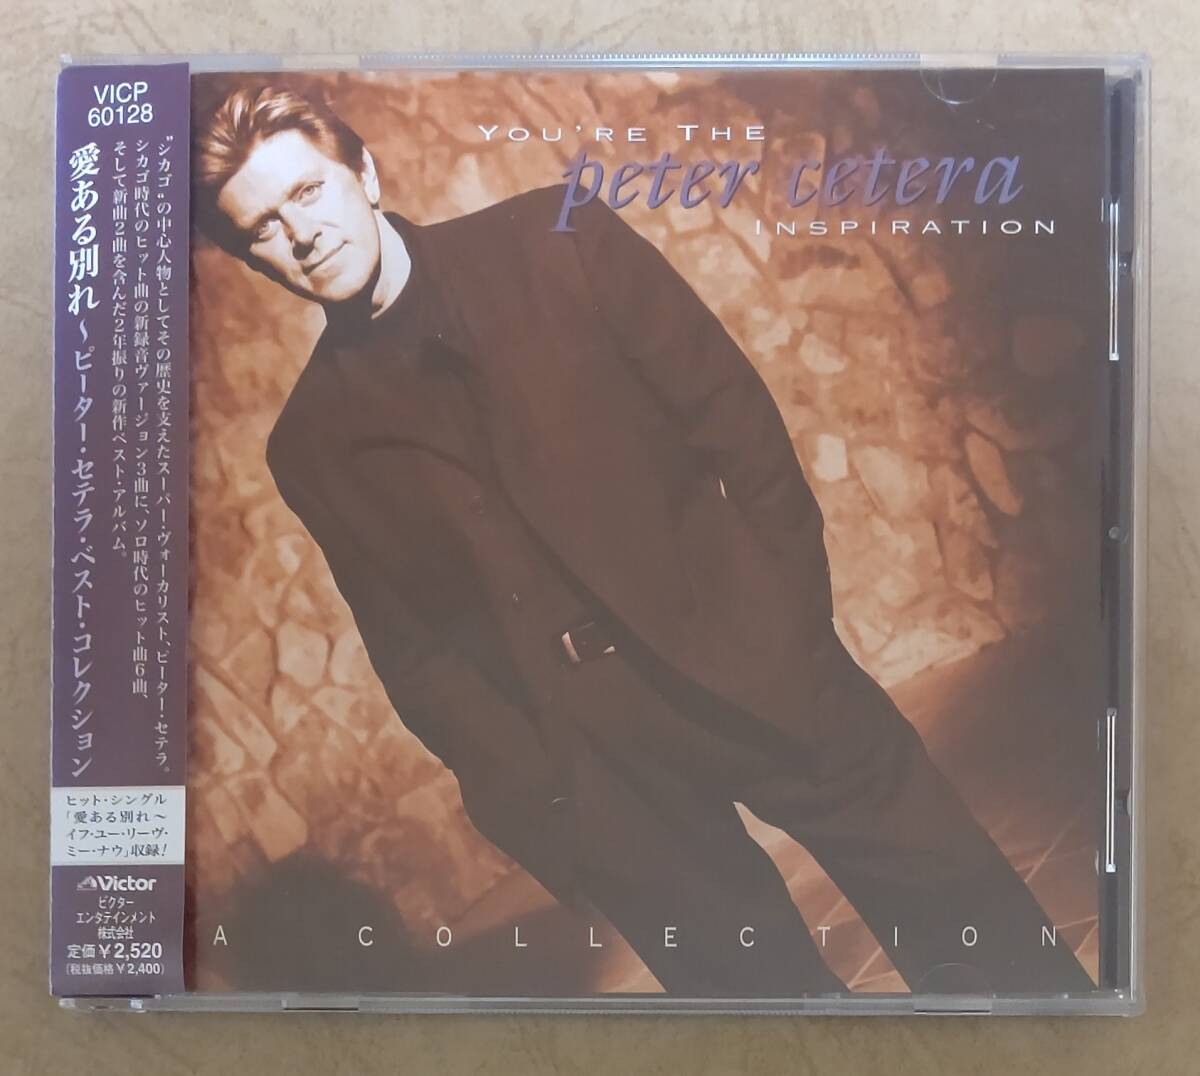 VICP
60128
愛ある別れ～ピーター・セテラ・ベスト・コレクション
"シカゴ"の中心人物としてその歴史を支えたスーパー・ヴォーカリスト、ピーター・セテラ。
シカゴ時代のヒット曲の新録音ヴァージョン3曲に、ソロ時代のヒット曲6曲、
そして新曲2曲を含んだ2年振りの新作ベスト・アルバム。
ヒット・シングル
「愛ある別れ～
イフ・ユー・リーヴ・
ミー・ナウ」収録!
Victor
ビクター
エンタテインメント
株式会社
定価¥2,520
(税抜価格¥2,400)
YOU'RE THE
peter cetera
INSPIRATION
A COLLECTION